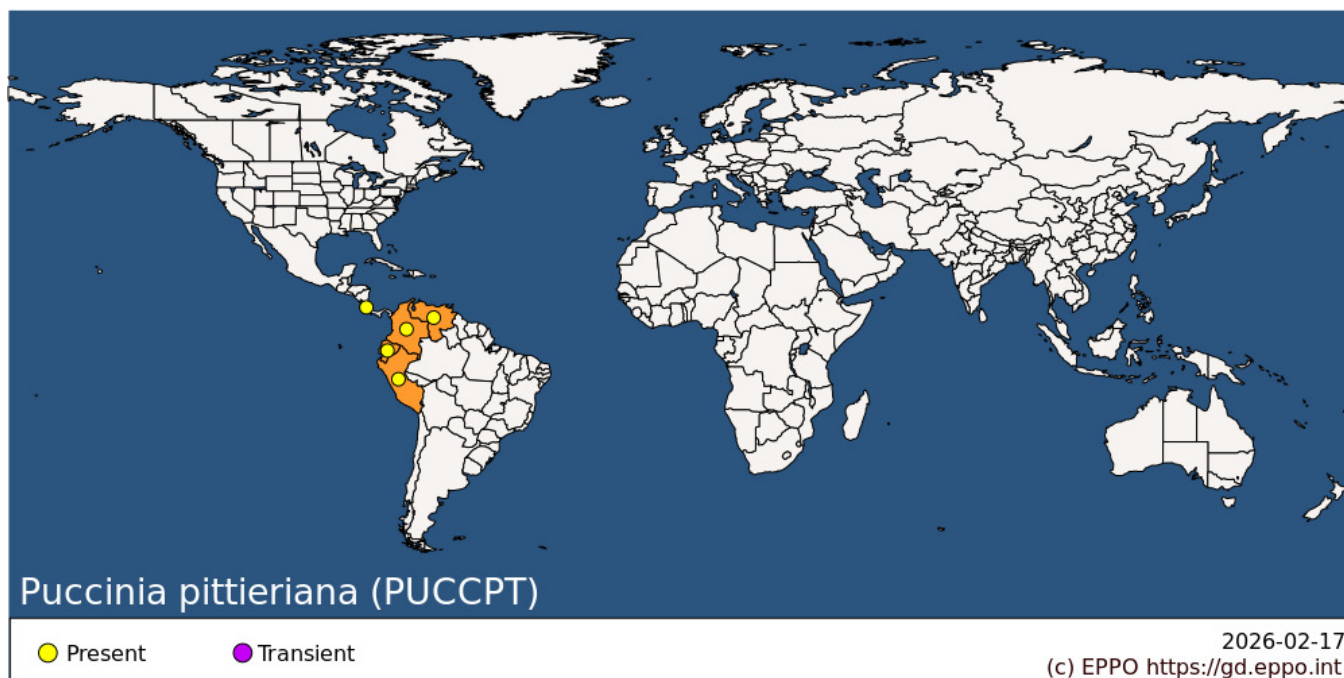 Puccinia pittieriana (PUCCPT)
Present
Transient
2026-02-17
(c) EPPO https://gd.eppo.int